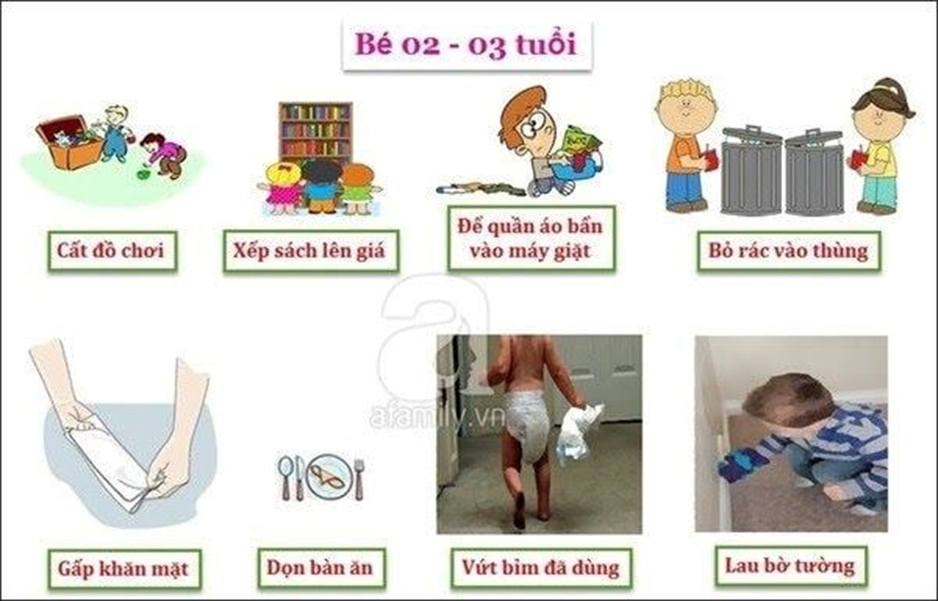 Bé 02 - 03 tuổi
Cất đồ chơi
Xếp sách lên giá
Để quần áo bẩn
vào máy giặt
Bỏ rác vào thùng
a
afamily.vn
Gấp khăn mặt
Dọn bàn ăn
Vứt bỉm đã dùng
Lau bờ tường